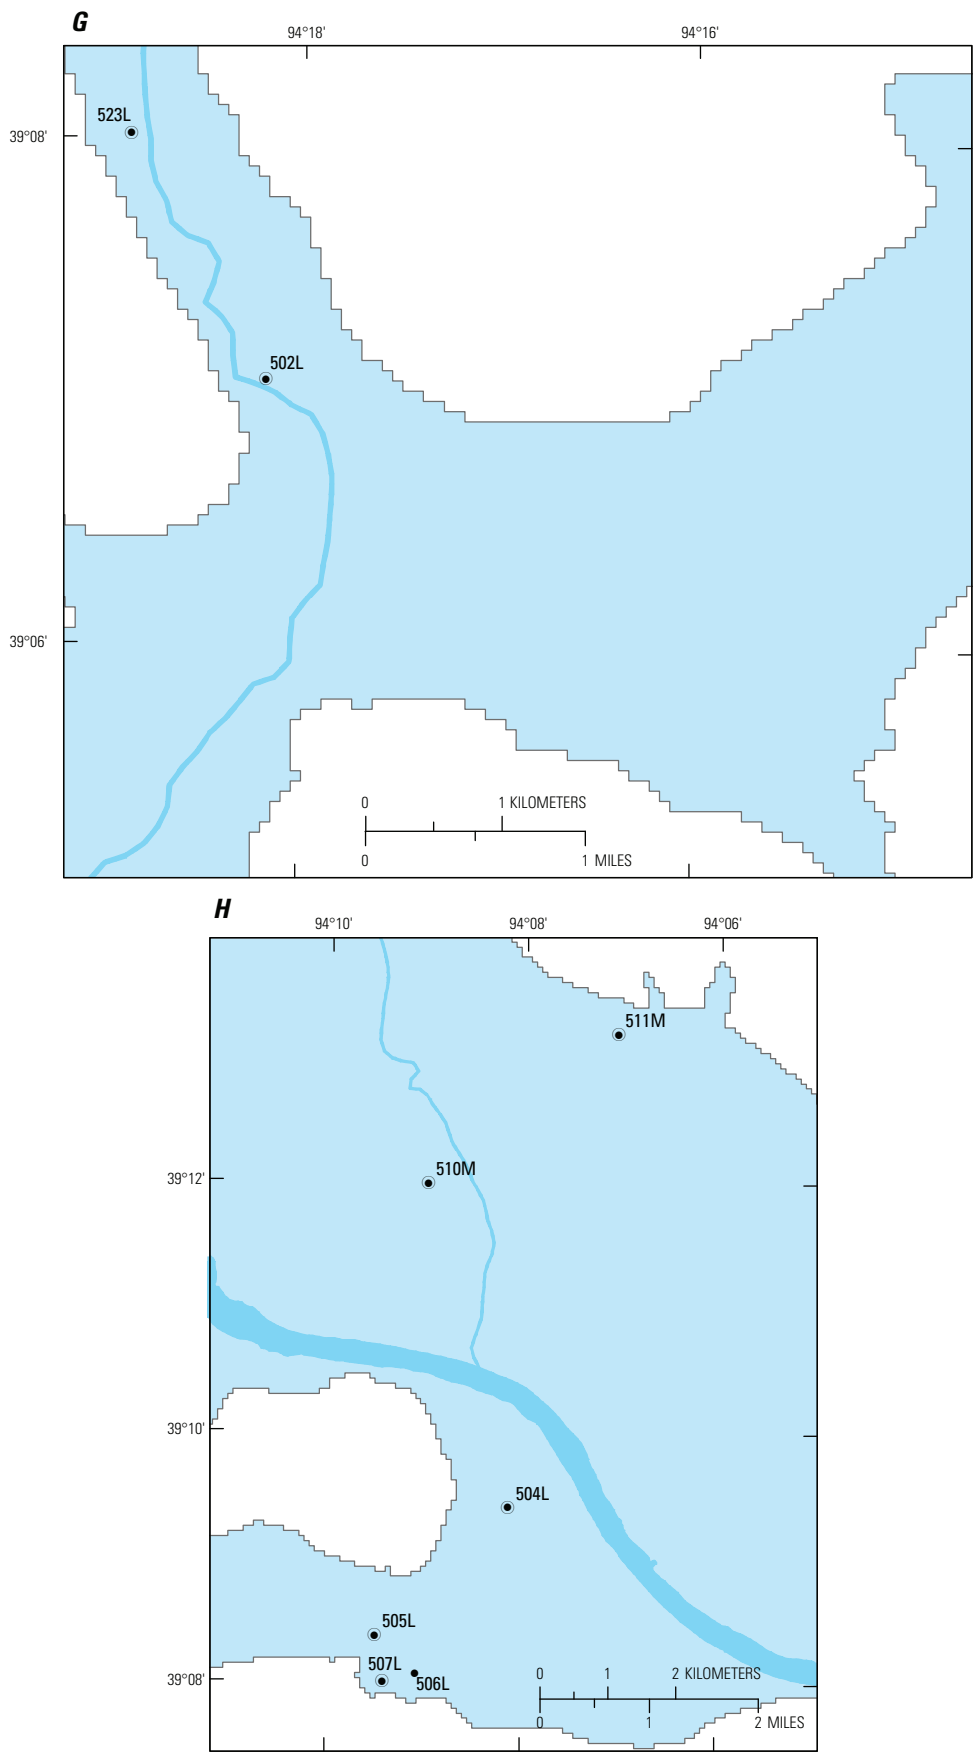 G
94°18' 94°16'
523L
39°08'
502L
39°06'
0 1 KILOMETERS
0 1 MILES
H
94°10' 94°08' 94°06'
511M
510M
39°12'
39°10'
504L
505L
507L
506L
39°08'
0 1 2 KILOMETERS
0 1 2 MILES